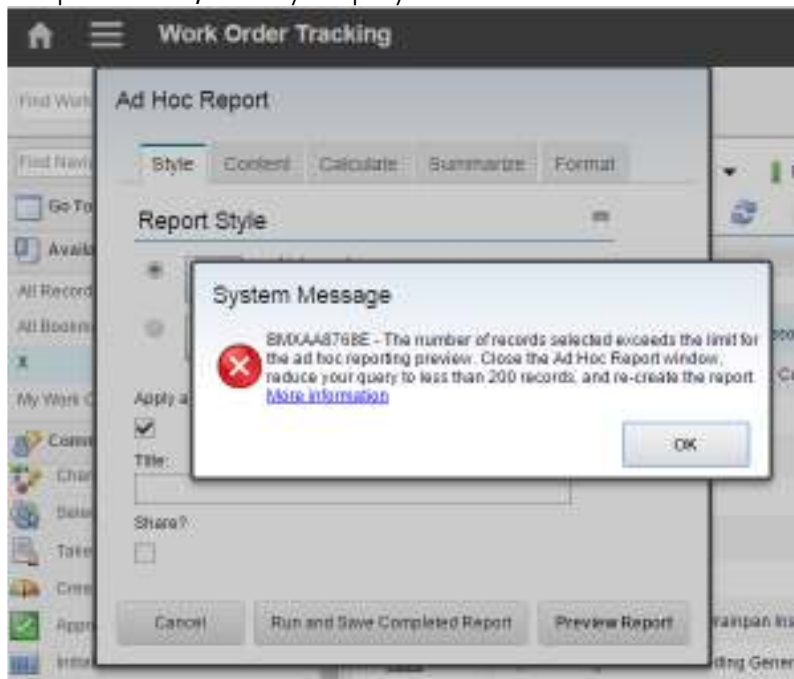 Work Order Tracking
Find Work
Ad Hoc Report
Find Navi
Style Content Calculate Summarize Format
Go To
Report Style
Availa
All Record
System Message
All Bookm
BMXAA8768E - The number of records selected exceeds the limit for
the ad hoc reporting preview. Close the Ad Hoc Report window,
reduce your query to less than 200 records, and re-create the report.
More information
My Work O
Apply a
OK
Comm
Title:
Chan
Share?
Take
Crea
Cancel Run and Save Completed Report Preview Report